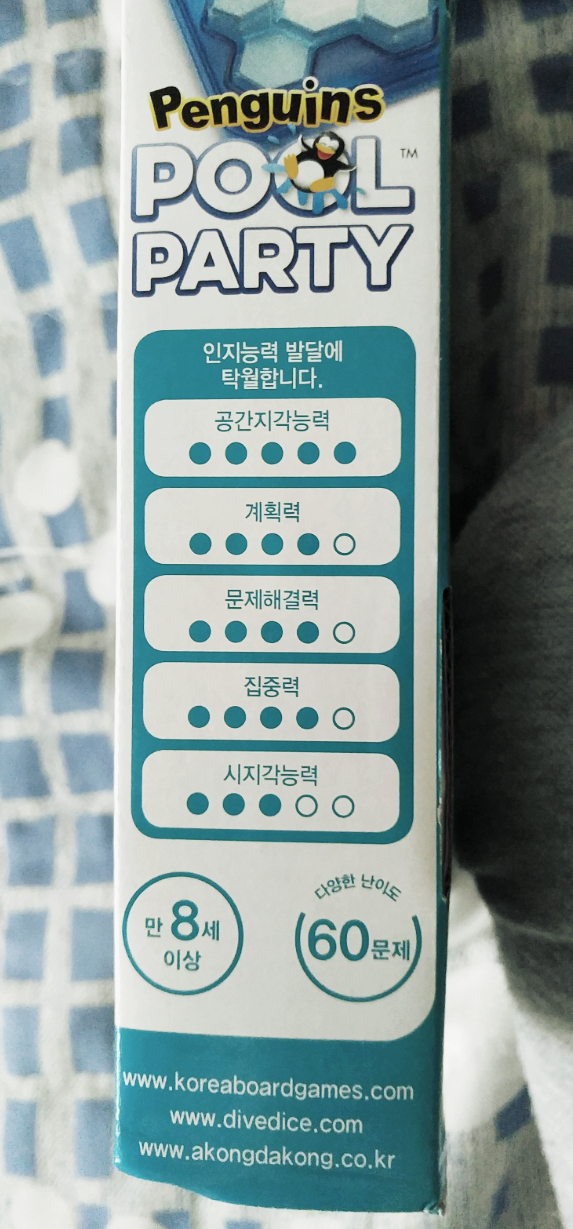 Penguins
POOL™
PARTY
인지능력 발달에
탁월합니다.
공간지각능력
계획력
문제해결력
집중력
시지각능력
만 8세
이상
다양한 난이도
60문제
www.koreaboardgames.com
www.divedice.com
www.akongdakong.co.kr